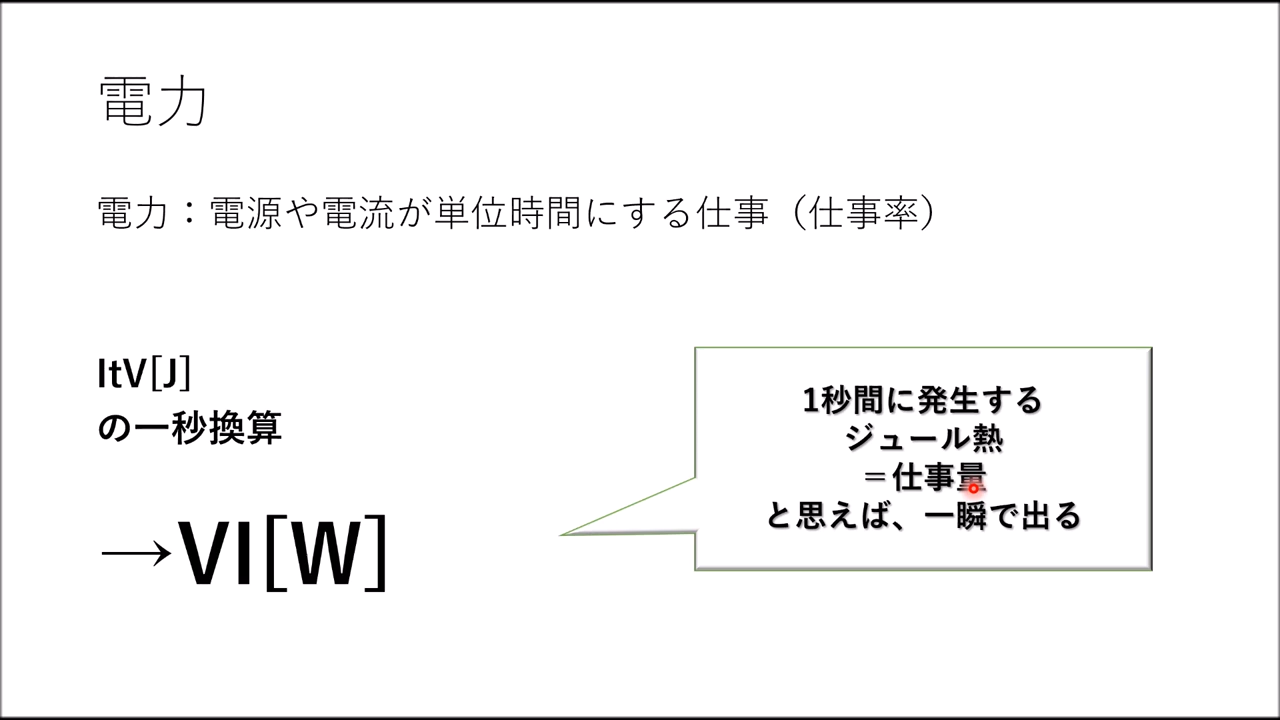 電力
電力：電源や電流が単位時間にする仕事（仕事率）
ItV[J]
の一秒換算
→VI[W]
1秒間に発生する
ジュール熱
＝仕事量
と思えば、一瞬で出る